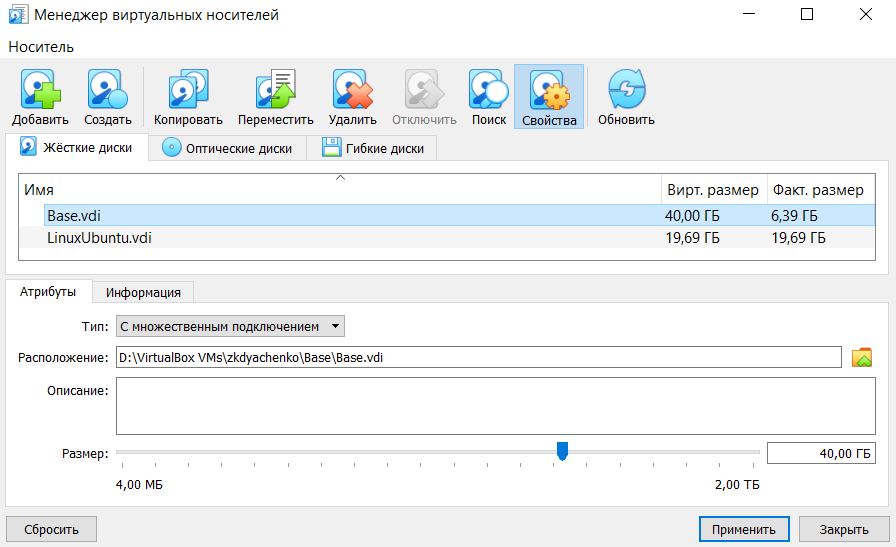 Менеджер виртуальных носителей
Носитель
Добавить Создать Копировать Переместить Удалить Отключить Поиск Свойства Обновить
Жёсткие диски Оптические диски Гибкие диски
Имя Вирт. размер Факт. размер
Base.vdi 40,00 ГБ 6,39 ГБ
LinuxUbuntu.vdi 19,69 ГБ 19,69 ГБ
Атрибуты Информация
Тип: С множественным подключением
Расположение: D:\VirtualBox VMs\zkdyachenko\Base\Base.vdi
Описание:
Размер: 40,00 ГБ
4,00 МБ 2,00 ТБ
Сбросить Применить Закрыть